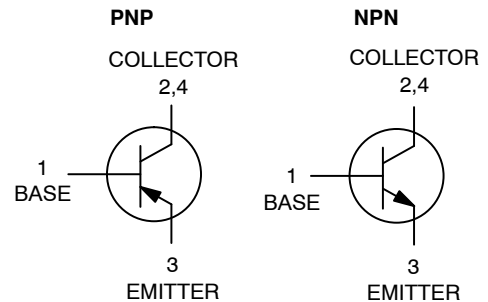 PNP
COLLECTOR
2,4
1
BASE
3
EMITTER
NPN
COLLECTOR
2,4
1
BASE
3
EMITTER